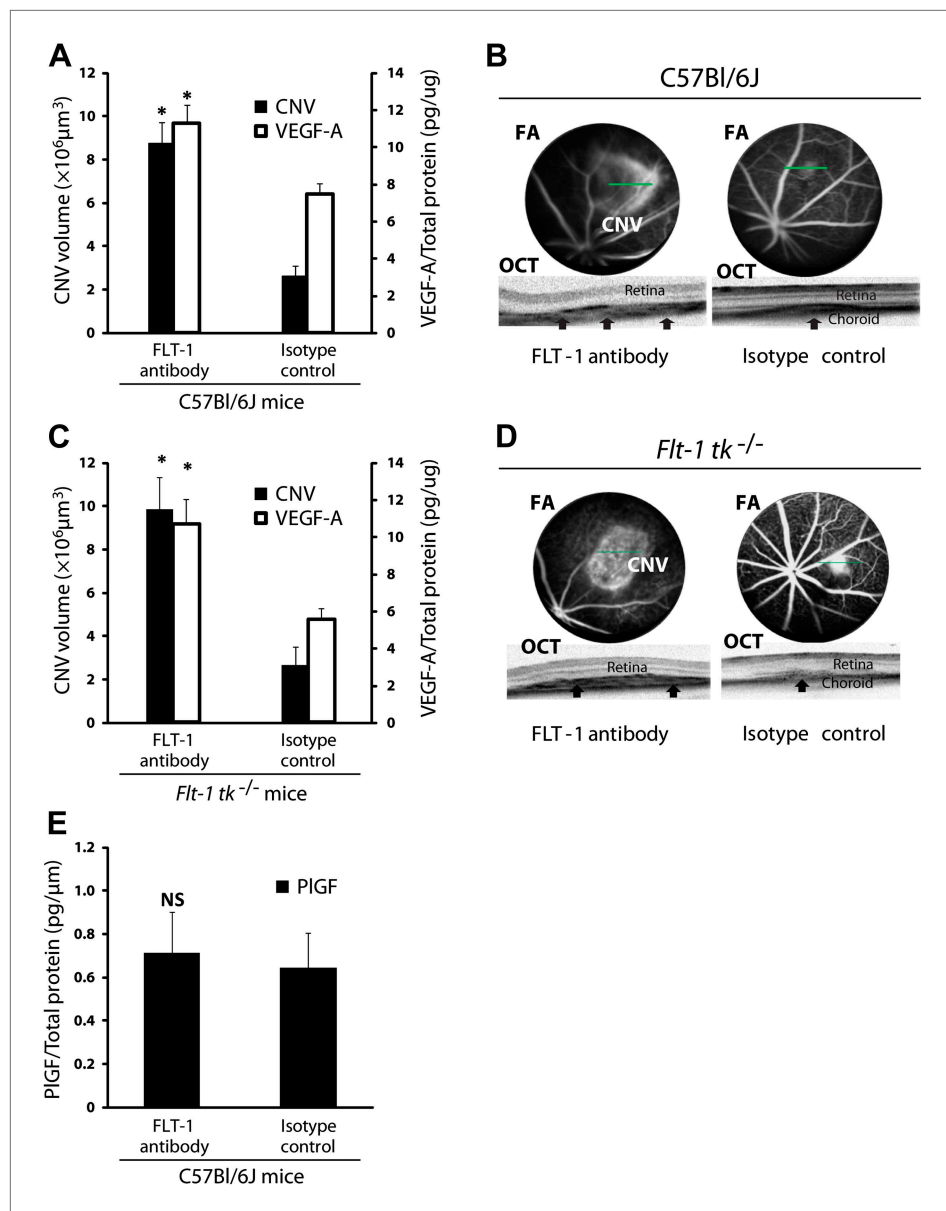 A
CNV volume (×10⁶μm³)
12
10
8
6
4
2
0
* *
CNV
VEGF-A
14
12
10
8
6
4
2
0
VEGF-A/Total protein (pg/ug)
FLT-1
antibody
Isotype
control
C57Bl/6J mice
B
C57Bl/6J
FA
CNV
FA
OCT
Retina
OCT
Retina
Choroid
FLT-1 antibody
Isotype control
C
CNV volume (×10⁶μm³)
12
10
8
6
4
2
0
* *
CNV
VEGF-A
14
12
10
8
6
4
2
0
VEGF-A/Total protein (pg/ug)
FLT-1
antibody
Isotype
control
Flt-1 tk⁻/⁻ mice
D
Flt-1 tk⁻/⁻
FA
CNV
FA
OCT
Retina
OCT
Retina
Choroid
FLT-1 antibody
Isotype control
E
PlGF/Total protein (pg/μm)
1.2
1.0
0.8
0.6
0.4
0.2
0
NS
PlGF
FLT-1
antibody
Isotype
control
C57Bl/6J mice